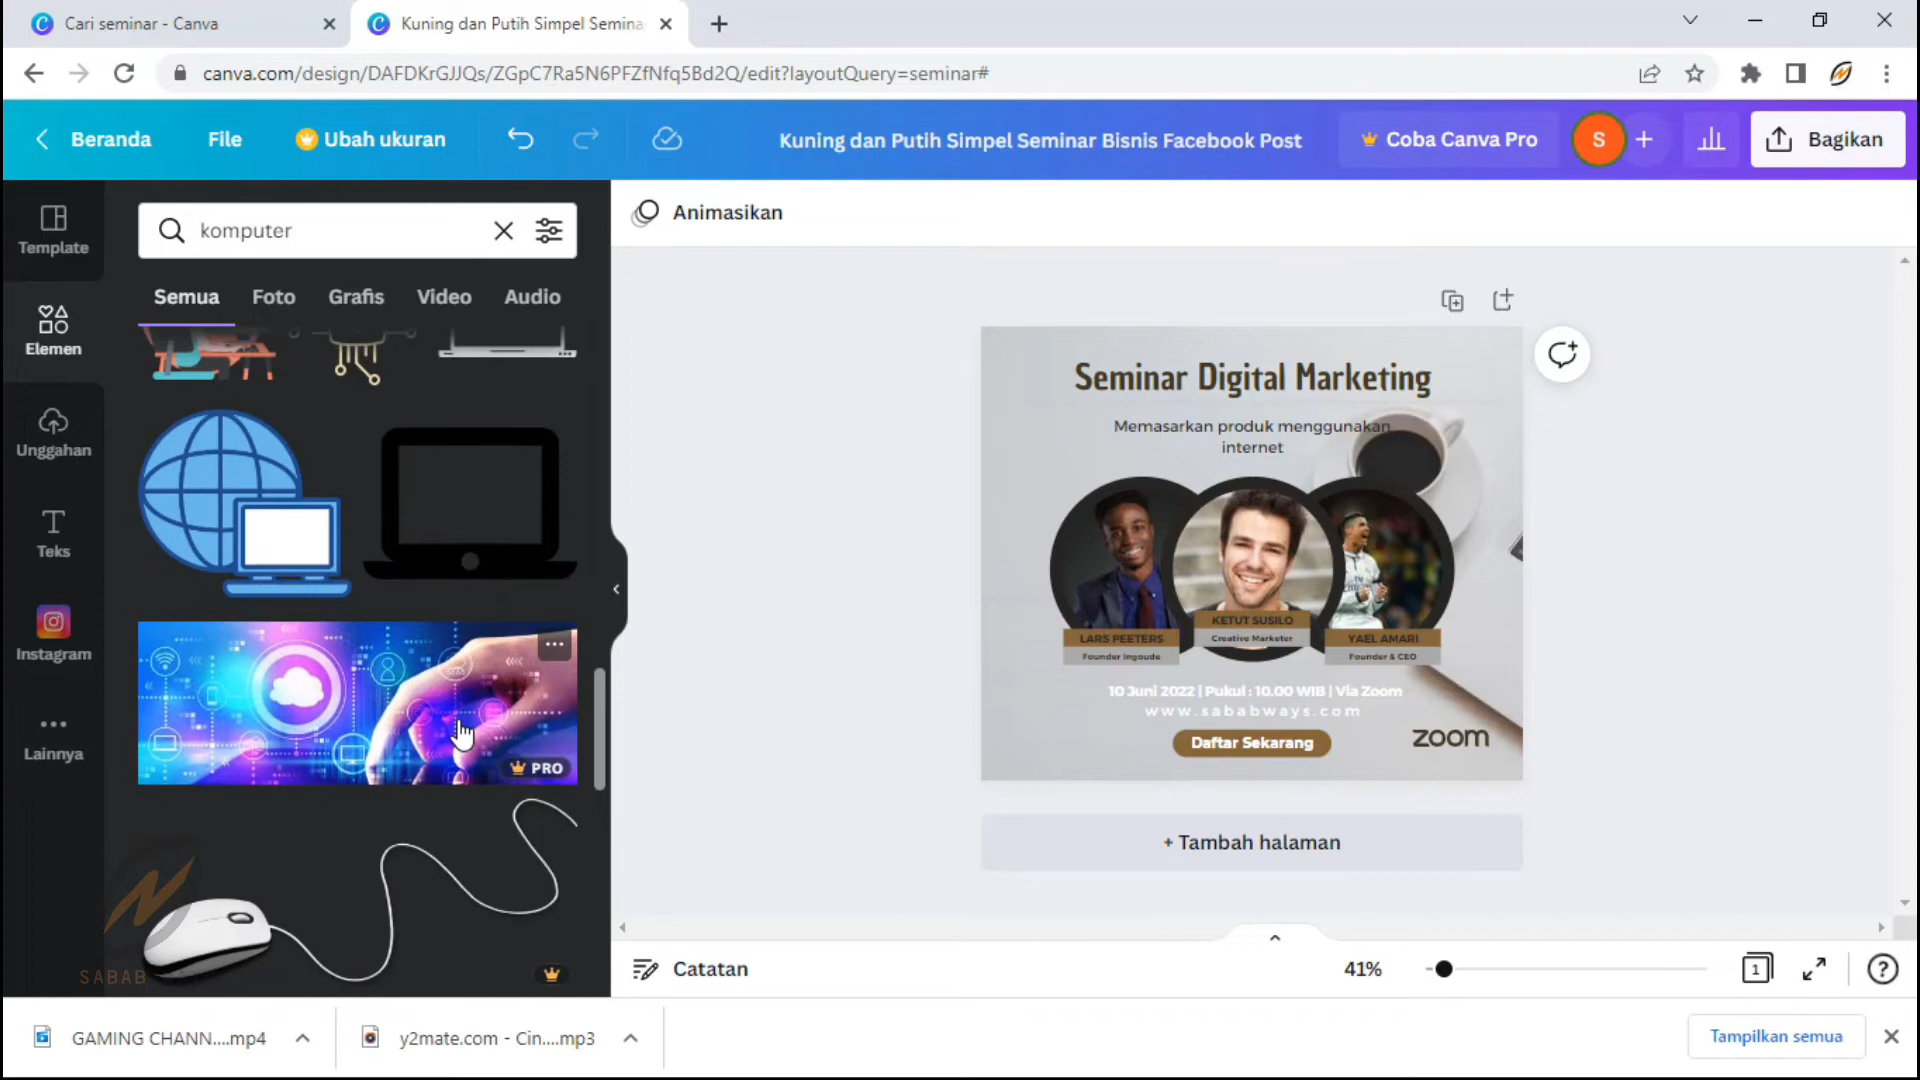 Cari seminar - Canva
Kuning dan Putih Simpel Semina
canva.com/design/DAFDKrGJJQs/ZGpC7Ra5N6PFZfNfq5Bd2Q/edit?layoutQuery=seminar#
Beranda
File
Ubah ukuran
Kuning dan Putih Simpel Seminar Bisnis Facebook Post
Coba Canva Pro
S
Bagikan
Template
Elemen
Unggahan
Teks
Instagram
Lainnya
komputer
Semua
Foto
Grafis
Video
Audio
PRO
SABAB
Animasikan
Seminar Digital Marketing
Memasarkan produk menggunakan
internet
KETUT SUSILO
LARS PEETERS
Creative Marketer
YAEL AMARI
Founder Ingoude
Founder & CEO
10 Juni 2022 | Pukul : 10.00 WIB | Via Zoom
www.sababways.com
Daftar Sekarang
zoom
+ Tambah halaman
Catatan
41%
1
GAMING CHANN....mp4
y2mate.com - Cin....mp3
Tampilkan semua